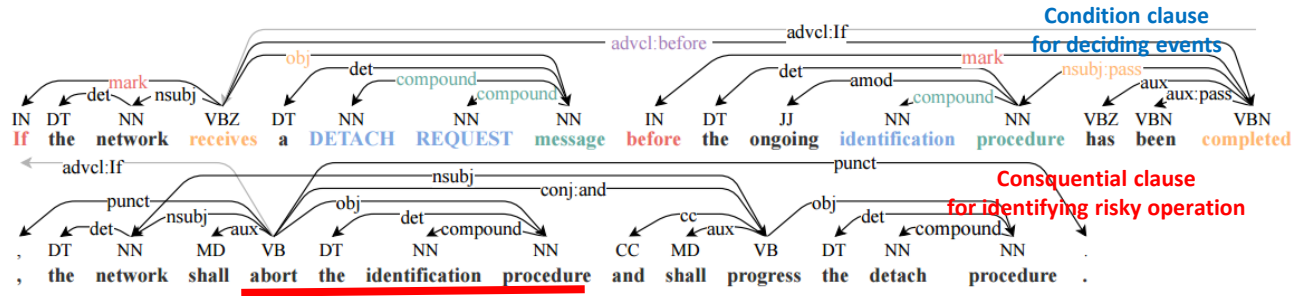 Condition clause
advcl:If
for deciding events
advcl:before
obj
mark det nsubj det compound compound mark det amod compound nsubj:pass aux aux:pass
IN DT NN VBZ DT NN NN NN IN DT JJ NN NN VBZ VBN VBN
If the network receives a DETACH REQUEST message before the ongoing identification procedure has been completed
advcl:If punct
nsubj conj:and
Consquential clause
for identifying risky operation
punct det nsubj aux obj det compound cc aux obj det compound
, DT NN MD VB DT NN NN CC MD VB DT NN NN .
, the network shall abort the identification procedure and shall progress the detach procedure .